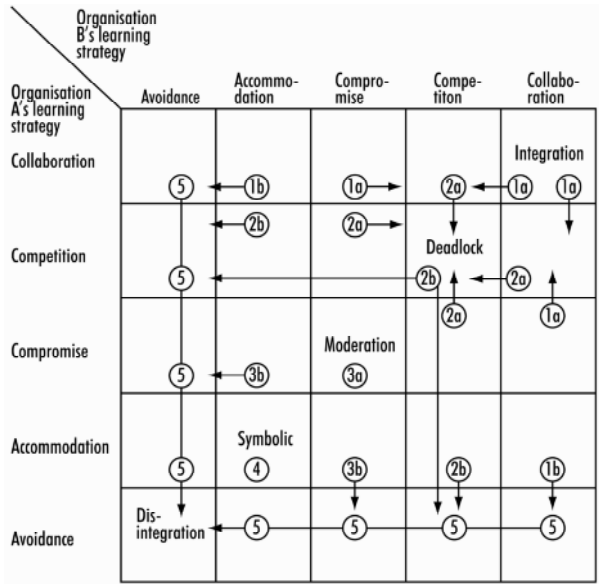 Organisation
B's learning
strategy
Organisation
A's learning
strategy
Avoidance
Accommo-
dation
Compro-
mise
Compe-
titon
Collabo-
ration
Collaboration
Integration
5
1b
1a
2a
1a
1a
2b
2a
Competition
Deadlock
5
2b
2a
2a
1a
Compromise
Moderation
5
3b
3a
Accommodation
Symbolic
5
4
3b
2b
1b
Avoidance
Dis-
integration
5
5
5
5